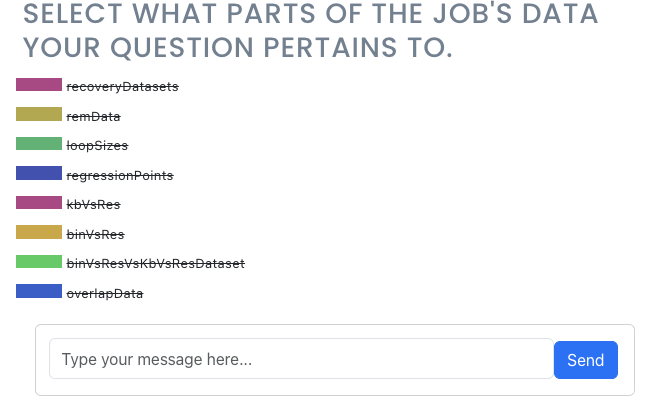 SELECT WHAT PARTS OF THE JOB'S DATA
YOUR QUESTION PERTAINS TO.
recoveryDatasets
remData
loopSizes
regressionPoints
kbVsRes
binVsRes
binVsResVsKbVsResDataset
overlapData
Type your message here...
Send